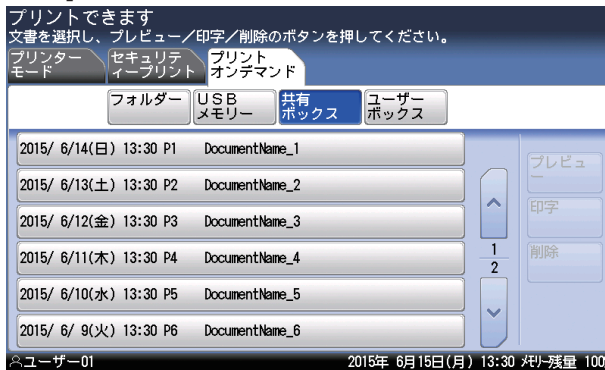 プリントできます
文書を選択し、プレビュー／印字／削除のボタンを押してください。
プリンター
モード
セキュリテ
ィープリント
プリント
オンデマンド
フォルダー
USB
メモリー
共有
ボックス
ユーザー
ボックス
2015/ 6/14(日) 13:30 P1 DocumentName_1
2015/ 6/13(土) 13:30 P2 DocumentName_2
2015/ 6/12(金) 13:30 P3 DocumentName_3
2015/ 6/11(木) 13:30 P4 DocumentName_4
2015/ 6/10(水) 13:30 P5 DocumentName_5
2015/ 6/ 9(火) 13:30 P6 DocumentName_6
1
2
プレビュ
ー
印字
削除
ユーザー01
2015年 6月15日(月) 13:30 ﾒﾓﾘｰ残量 100